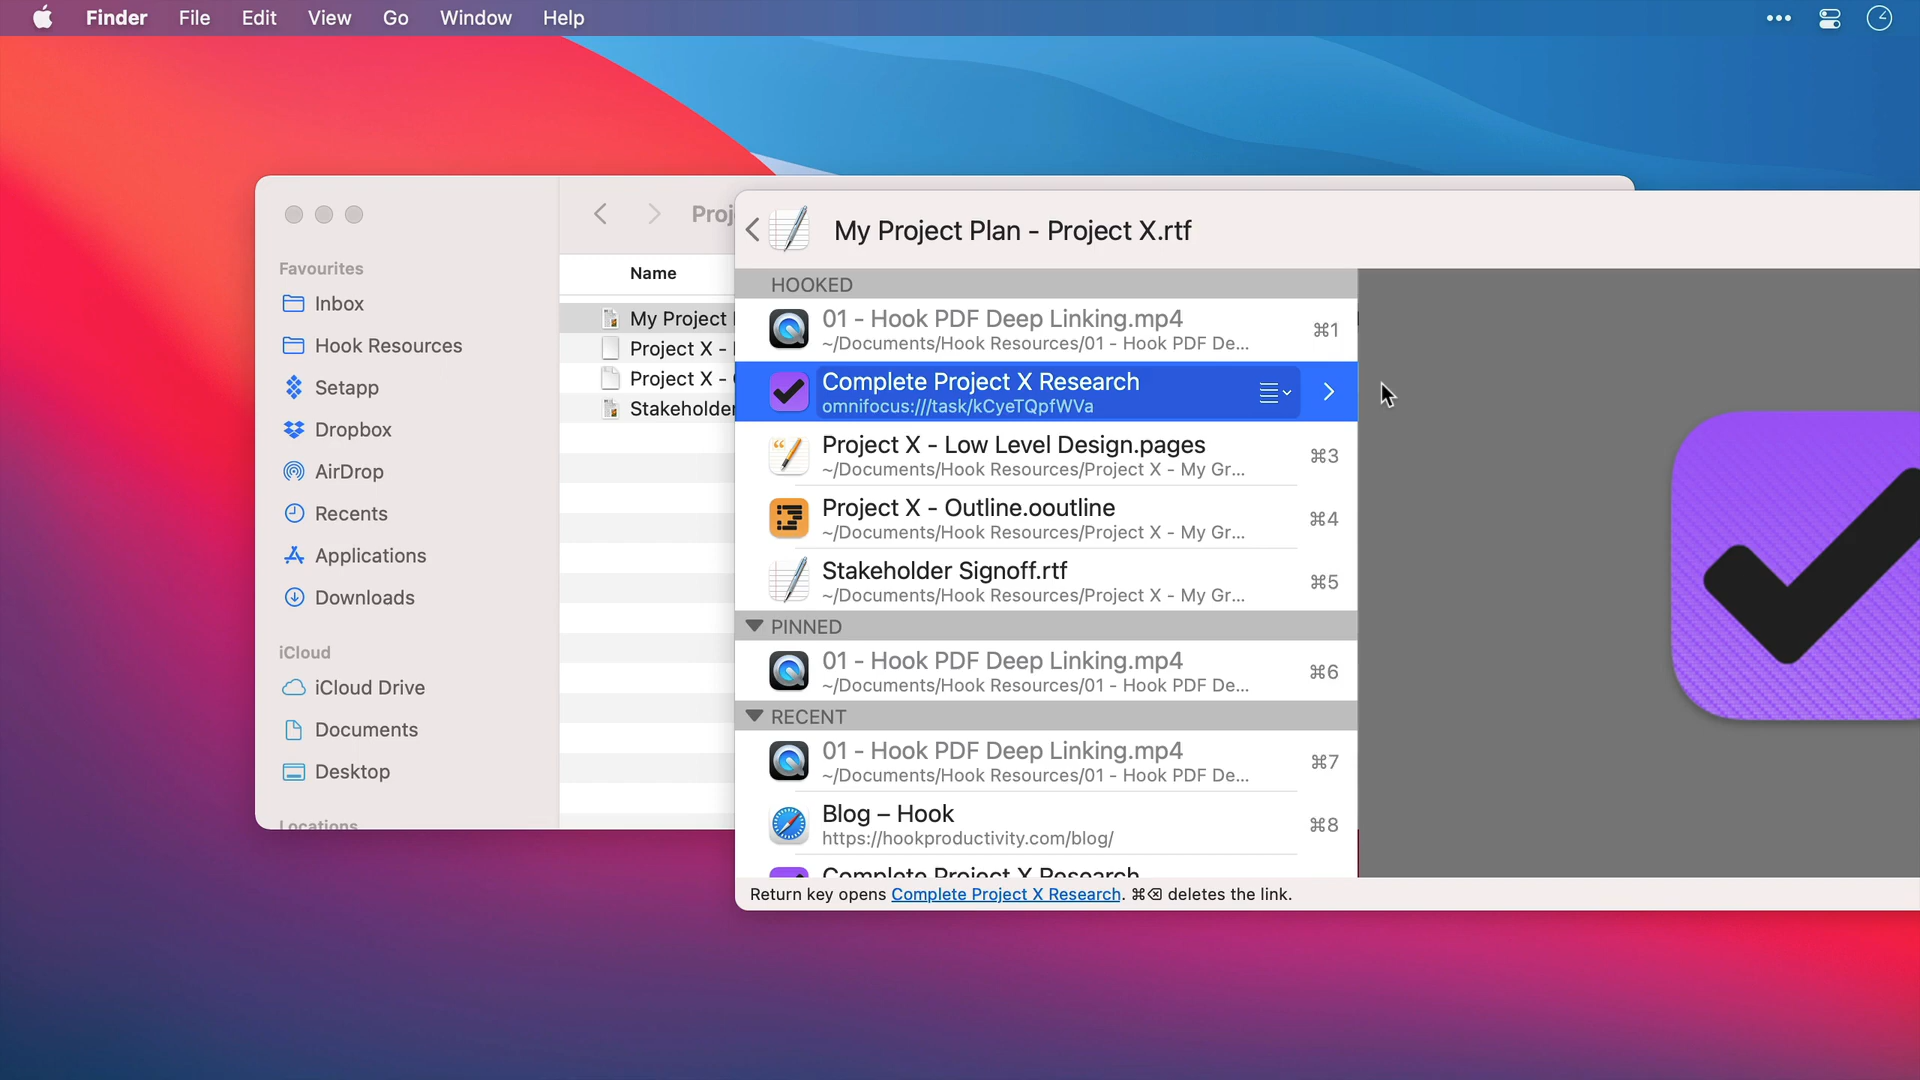 Finder File Edit View Go Window Help
Favourites
Inbox
Hook Resources
Setapp
Dropbox
AirDrop
Recents
Applications
Downloads
iCloud
iCloud Drive
Documents
Desktop
Locations
Proj
Name
My Project
Project X -
Project X -
Stakeholder
My Project Plan - Project X.rtf
HOOKED
01 - Hook PDF Deep Linking.mp4
~/Documents/Hook Resources/01 - Hook PDF De... ⌘1
Complete Project X Research
omnifocus:///task/kCyeTQpfWVa
Project X - Low Level Design.pages
~/Documents/Hook Resources/Project X - My Gr... ⌘3
Project X - Outline.ooutline
~/Documents/Hook Resources/Project X - My Gr... ⌘4
Stakeholder Signoff.rtf
~/Documents/Hook Resources/Project X - My Gr... ⌘5
PINNED
01 - Hook PDF Deep Linking.mp4
~/Documents/Hook Resources/01 - Hook PDF De... ⌘6
RECENT
01 - Hook PDF Deep Linking.mp4
~/Documents/Hook Resources/01 - Hook PDF De... ⌘7
Blog – Hook
https://hookproductivity.com/blog/ ⌘8
Complete Project X Research
Return key opens Complete Project X Research. ⌘⌫ deletes the link.